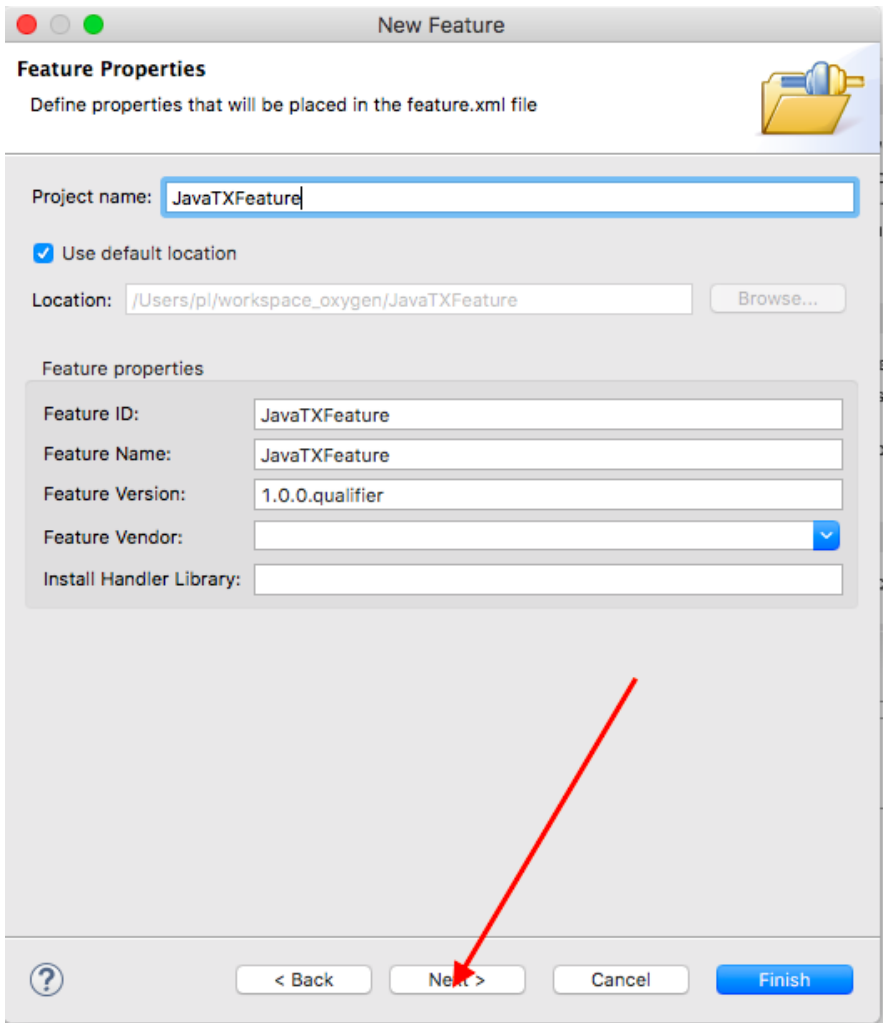 New Feature
Feature Properties
Define properties that will be placed in the feature.xml file
Project name: JavaTXFeature
Use default location
Location: /Users/pl/workspace_oxygen/JavaTXFeature Browse...
Feature properties
Feature ID: JavaTXFeature
Feature Name: JavaTXFeature
Feature Version: 1.0.0.qualifier
Feature Vendor:
Install Handler Library:
? < Back Next > Cancel Finish